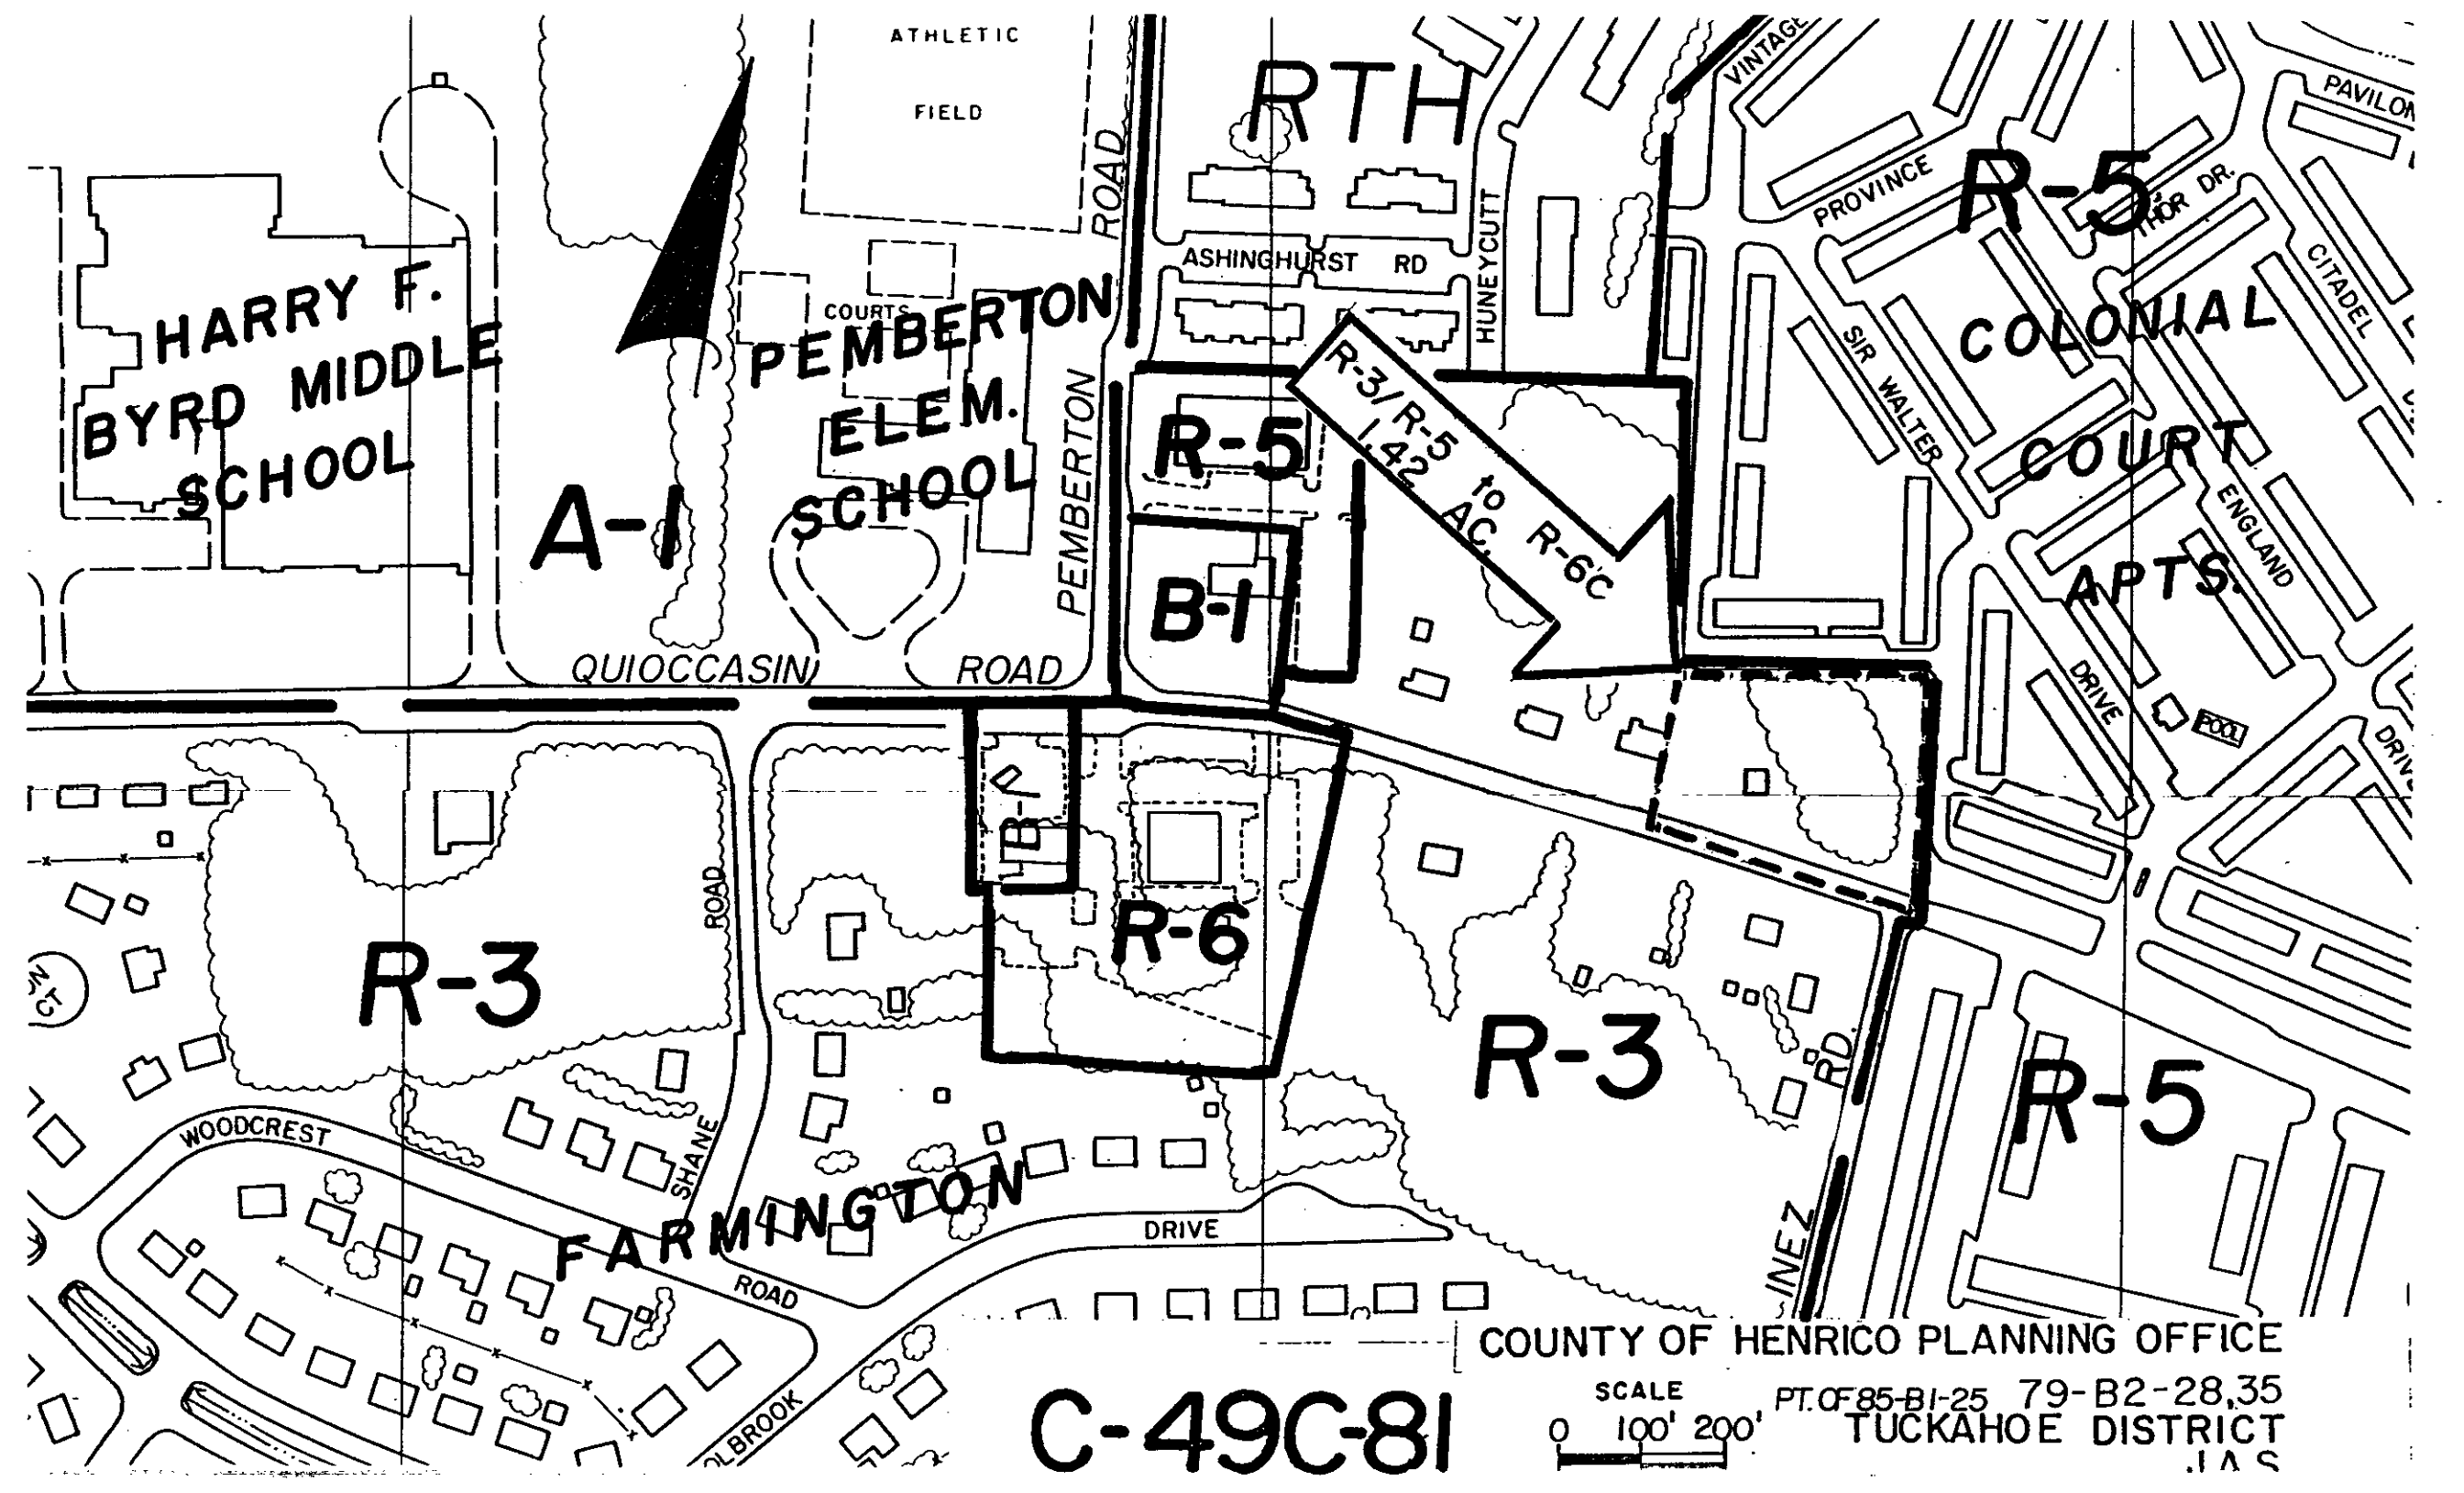 ATHLETIC
FIELD
RTH
VINTAGE
PAVILON
ROAD
HUNEYCUTT
PROVINCE
R-5
THOR DR.
CITADEL
ASHINGHURST RD
HARRY F.
BYRD MIDDLE
SCHOOL
COURTS
PEMBERTON
ELEM.
SCHOOL
A-1
PEMBERTON
R-5
B-1
R-3/R-5 to R-6C
1.42 AC.
SIR WALTER
COLONIAL
COURT
APTS.
ENGLAND
DRIVE
POOL
DRIVE
QUIOCCASIN ROAD
B-1
R-6
R-3
ROAD
SHANE
CT
R-3
RD.
INEZ
R-5
WOODCREST
FARMINGTON
ROAD
DRIVE
OLBROOK
COUNTY OF HENRICO PLANNING OFFICE
C-49C-81
SCALE
0 100' 200'
PT. OF 85-B1-25 79-B2-28,35
TUCKAHOE DISTRICT